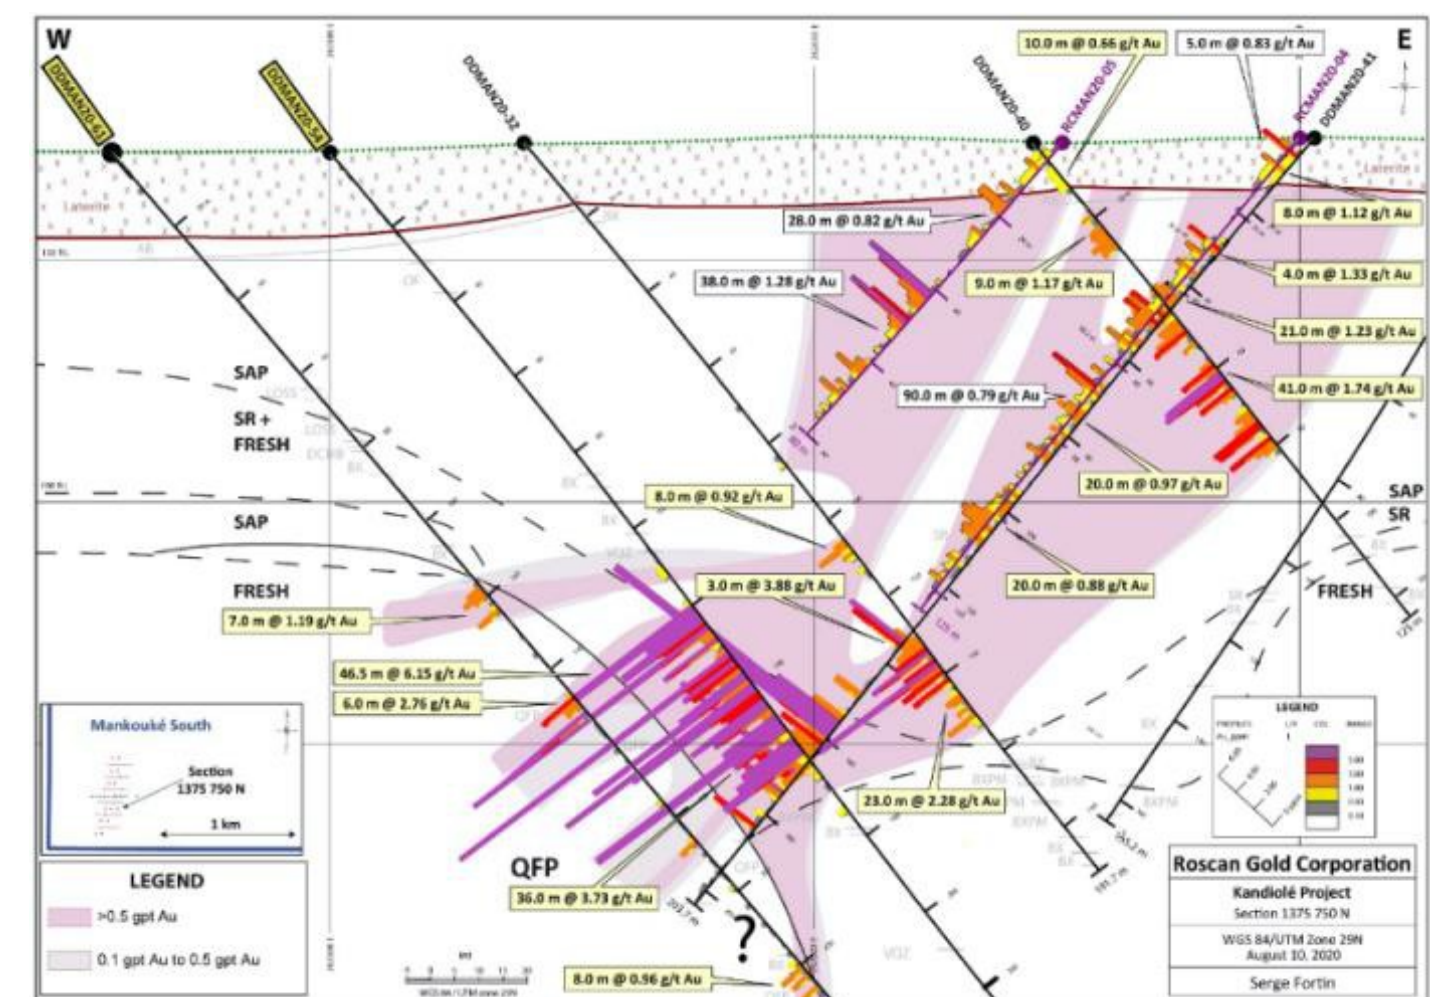 W
E
10.0 m @ 0.66 g/t Au
5.0 m @ 0.83 g/t Au
DDMAN20-61
DDMAN20-54
DDMAN20-32
DDMAN20-40
RCMAN20-05
RCMAN20-04
DDMAN20-41
Laterite
Laterite
28.0 m @ 0.82 g/t Au
8.0 m @ 1.12 g/t Au
38.0 m @ 1.28 g/t Au
9.0 m @ 1.17 g/t Au
4.0 m @ 1.33 g/t Au
21.0 m @ 1.23 g/t Au
SAP
LOSS
41.0 m @ 1.74 g/t Au
90.0 m @ 0.79 g/t Au
SR +
FRESH
20.0 m @ 0.97 g/t Au
8.0 m @ 0.92 g/t Au
SAP
SR
SAP
3.0 m @ 3.88 g/t Au
20.0 m @ 0.88 g/t Au
FRESH
FRESH
7.0 m @ 1.19 g/t Au
125 m
125 m
46.5 m @ 6.15 g/t Au
6.0 m @ 2.76 g/t Au
Mankouké South
Section
1375 750 N
1 km
23.0 m @ 2.28 g/t Au
LEGEND
QFP
36.0 m @ 3.73 g/t Au
?
8.0 m @ 0.96 g/t Au
LEGEND
>0.5 gpt Au
0.1 gpt Au to 0.5 gpt Au
Roscan Gold Corporation
Kandiolé Project
Section 1375 750 N
WGS 84/UTM Zone 29N
August 10, 2020
Serge Fortin